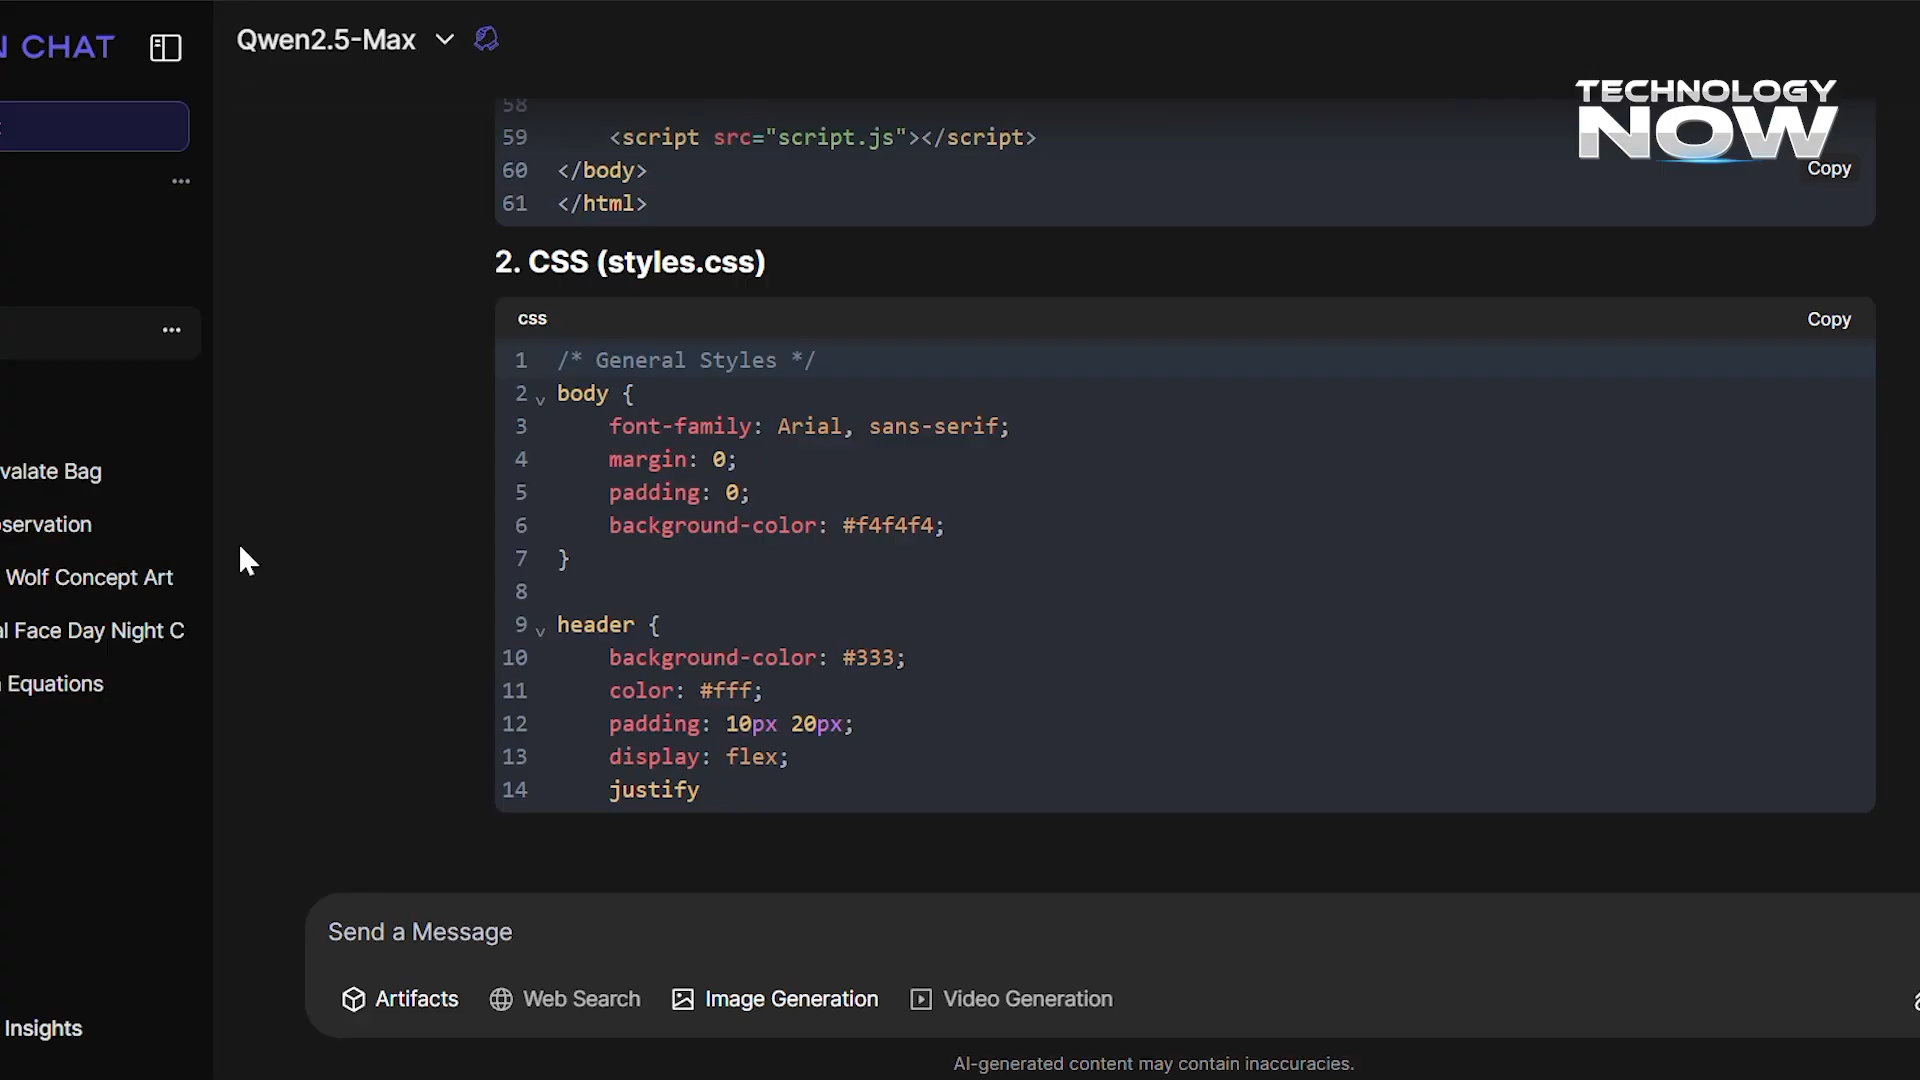 N CHAT
Qwen2.5-Max
TECHNOLOGY
NOW
58
59 <script src="script.js"></script>
60 </body>
61 </html>
Copy
2. CSS (styles.css)
css
Copy
1 /* General Styles */
2 body {
3 font-family: Arial, sans-serif;
4 margin: 0;
5 padding: 0;
6 background-color: #f4f4f4;
7 }
8
9 header {
10 background-color: #333;
11 color: #fff;
12 padding: 10px 20px;
13 display: flex;
14 justify
valate Bag
servation
Wolf Concept Art
l Face Day Night C
Equations
Insights
Send a Message
Artifacts
Web Search
Image Generation
Video Generation
AI-generated content may contain inaccuracies.